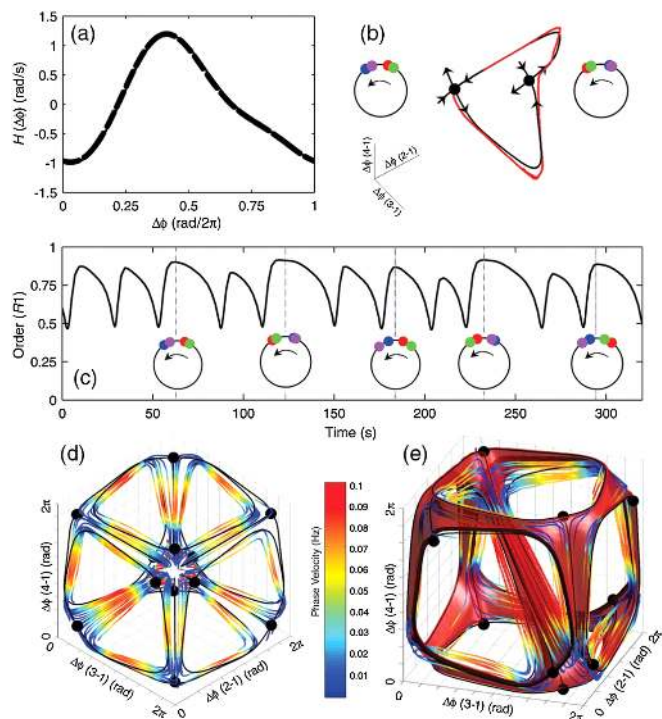 (a)
(b)
1.5
1
0.5
0
-0.5
-1
-1.5
H (Δϕ) (rad/s)
0 0.25 0.5 0.75 1
Δϕ (rad/2π)
Δϕ (4-1)
Δϕ (2-1)
Δϕ (3-1)
1
0.75
0.5
0.25
0
Order (R1)
(c)
0 50 100 150 200 250 300
Time (s)
(d)
(e)
2π
Δϕ (4-1) (rad)
0
0
Δϕ (3-1) (rad)
2π
0
Δϕ (2-1) (rad)
2π
0.1
0.09
0.08
0.07
0.06
0.05
0.04
0.03
0.02
0.01
Phase Velocity (Hz)
2π
Δϕ (4-1) (rad)
0
0
Δϕ (3-1) (rad)
2π
0
Δϕ (2-1) (rad)
2π